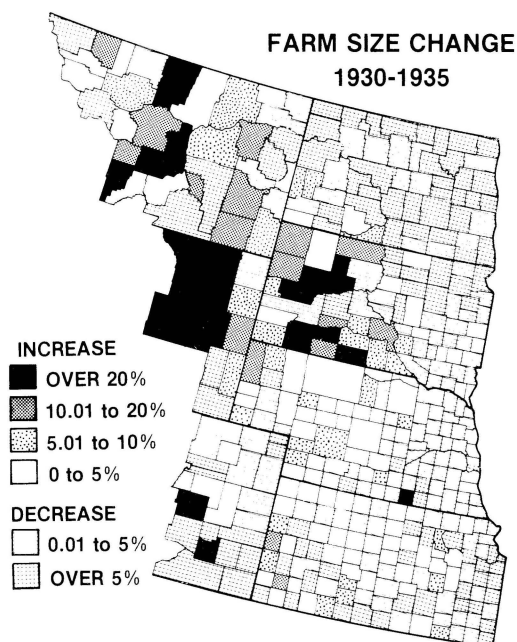 FARM SIZE CHANGE
1930-1935
INCREASE
OVER 20%
10.01 to 20%
5.01 to 10%
0 to 5%
DECREASE
0.01 to 5%
OVER 5%